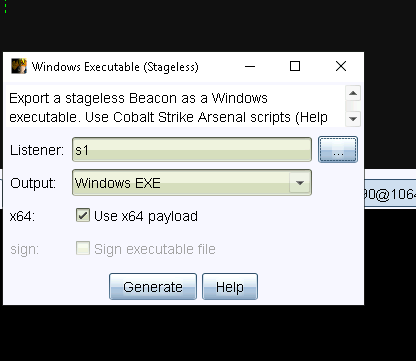 Windows Executable (Stageless)
Export a stageless Beacon as a Windows
executable. Use Cobalt Strike Arsenal scripts (Help
Listener: s1 ...
Output: Windows EXE
90@1064
x64: Use x64 payload
sign: Sign executable file
Generate Help